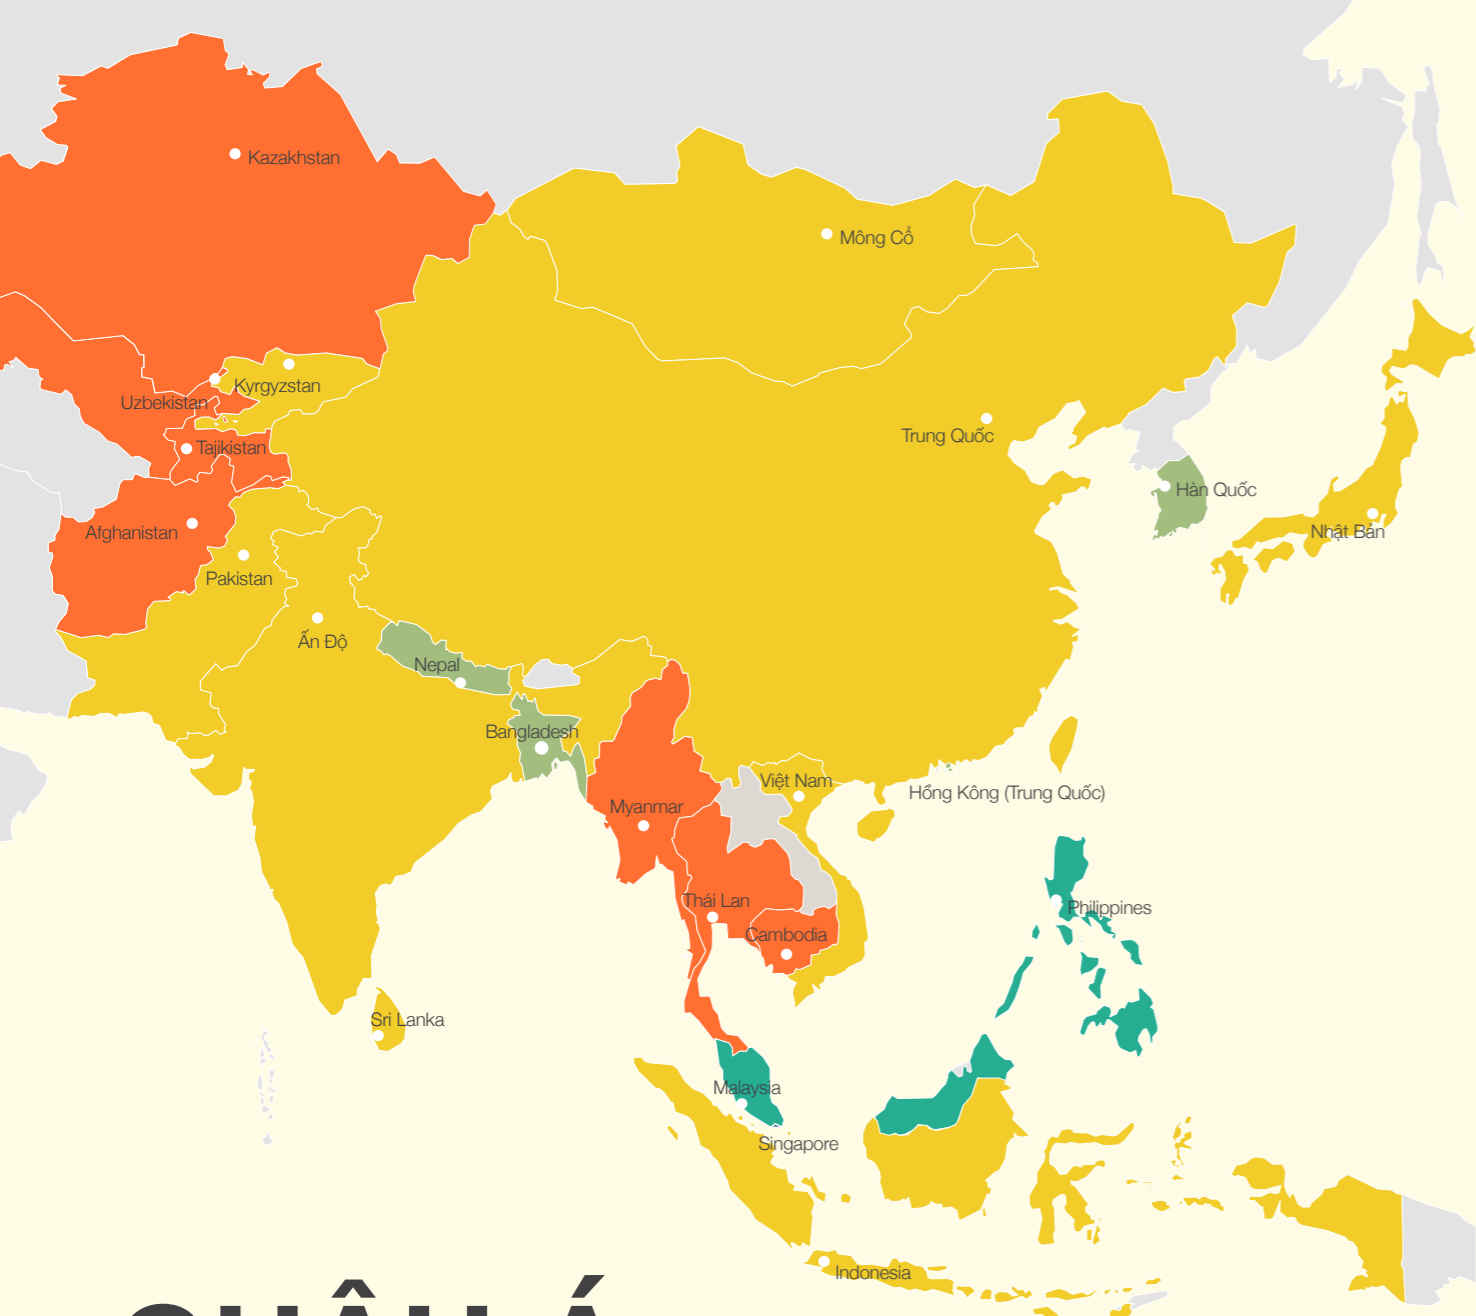 Kazakhstan
Mông Cổ
Kyrgyzstan
Uzbekistan
Trung Quốc
Tajikistan
Hàn Quốc
Afghanistan
Nhật Bản
Pakistan
Ấn Độ
Nepal
Bangladesh
Việt Nam
Hồng Kông (Trung Quốc)
Myanmar
Thái Lan
Philippines
Cambodia
Sri Lanka
Malaysia
Singapore
Indonesia
CHÂU Á